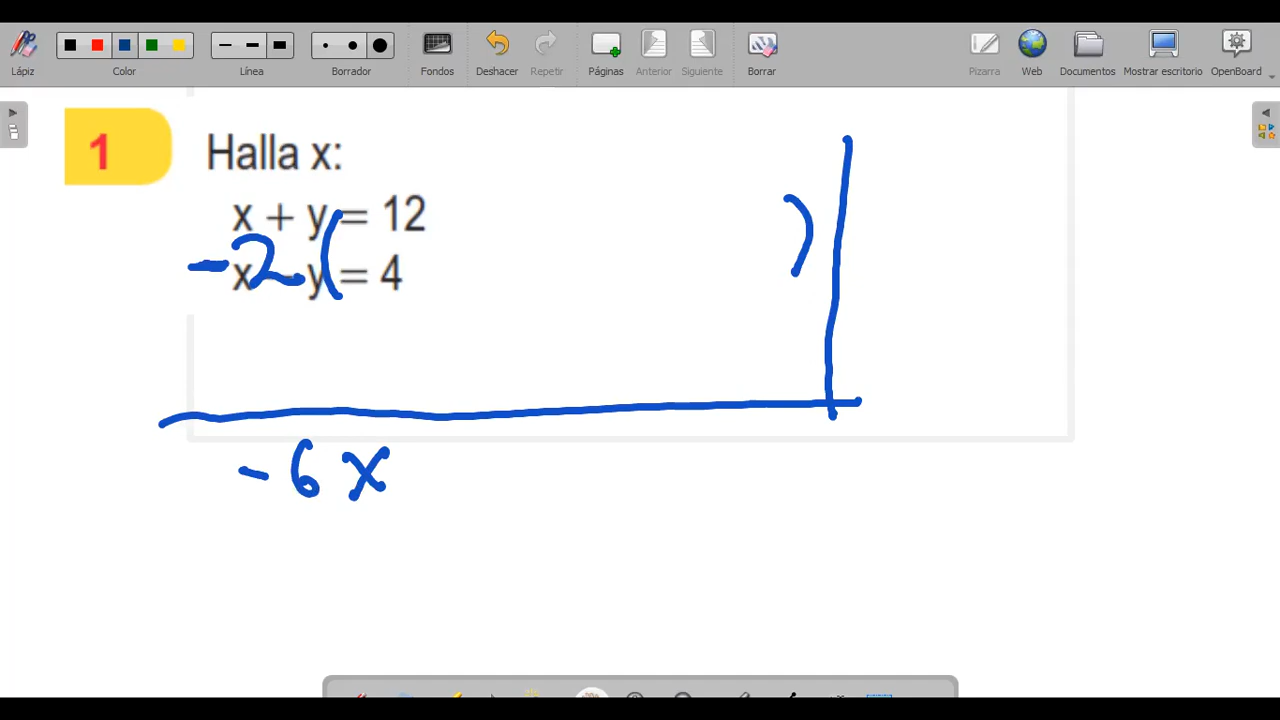 Lápiz
Color
Línea
Borrador
Fondos
Deshacer
Repetir
Páginas
Anterior
Siguiente
Borrar
Pizarra
Web
Documentos
Mostrar escritorio
OpenBoard
1
Halla x:
x + y = 12
x - y = 4
-2.( )
-6x